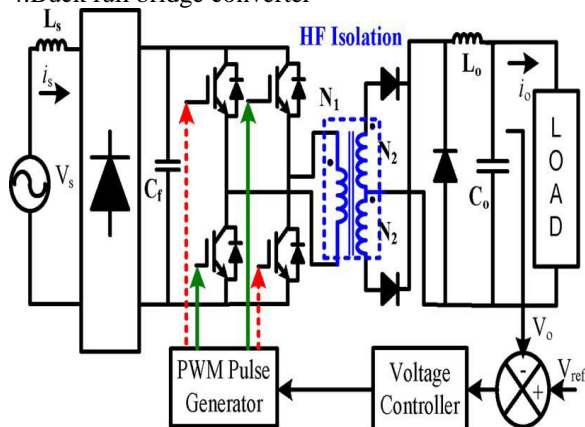 4.Buck full bridge converter
HF Isolation
Ls
is
Vs
Cf
N1
N2
N2
Lo
io
Co
LOAD
Vo
Vref
-
+
PWM Pulse
Generator
Voltage
Controller